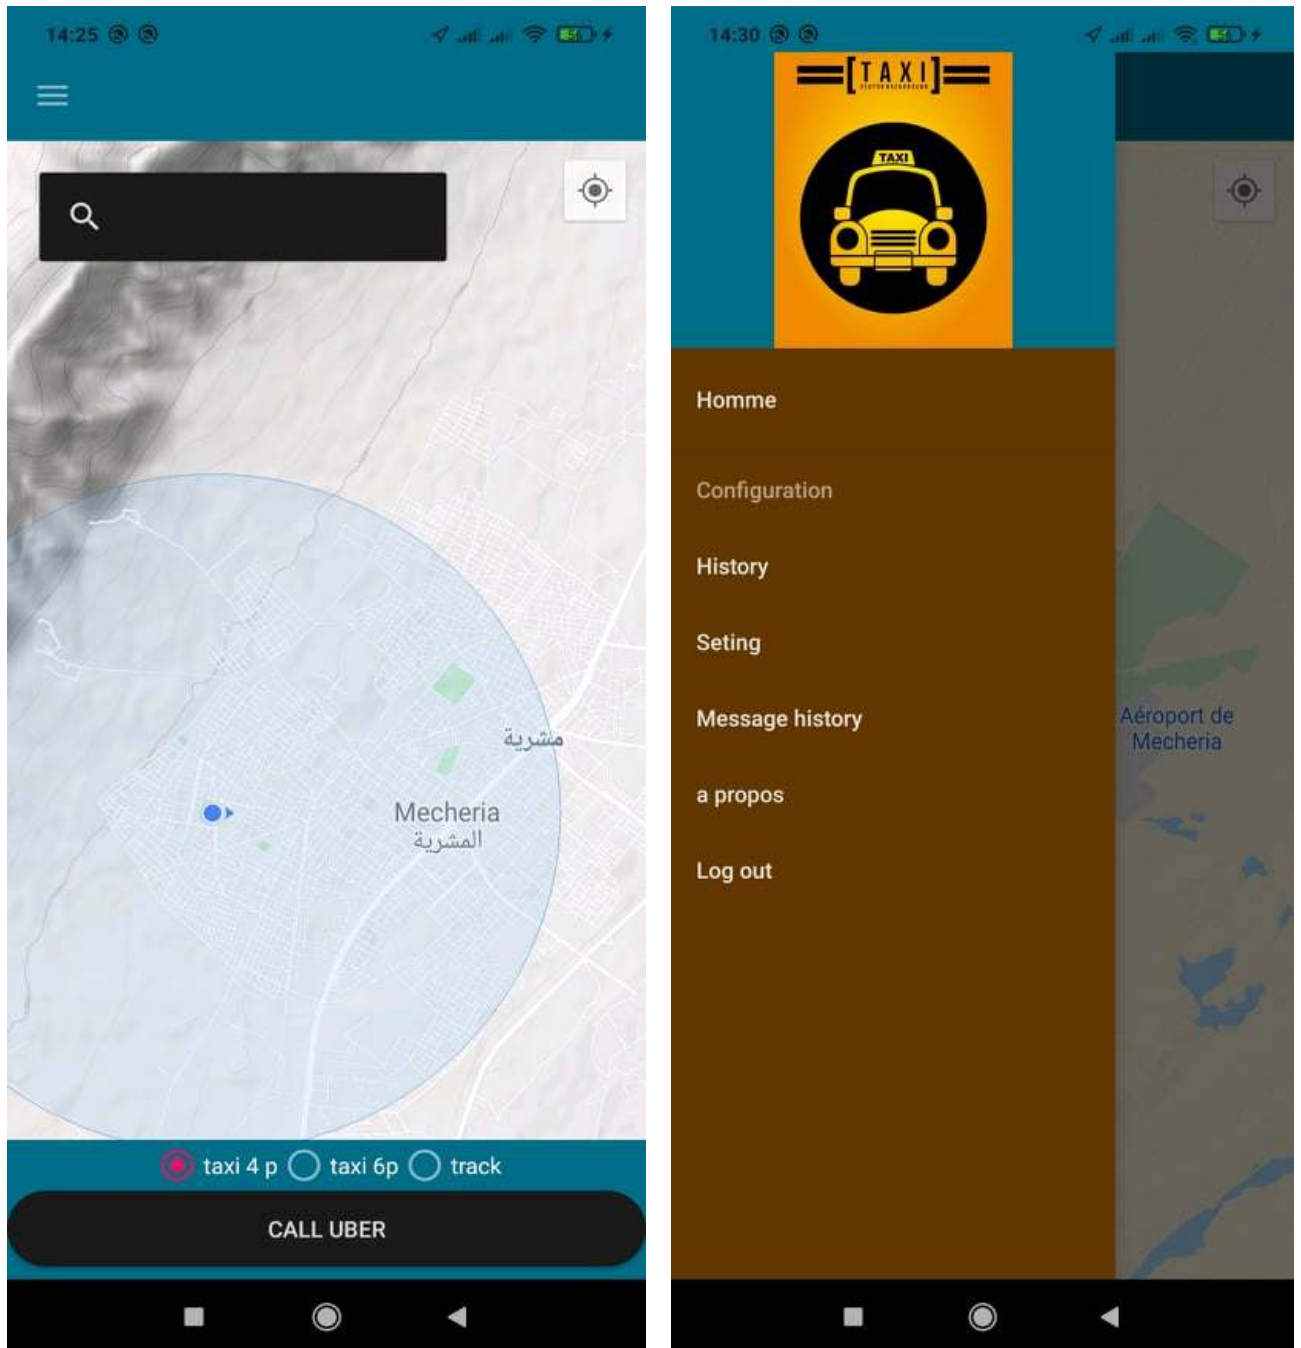 14:25
مشرية
Mecheria
المشرية
taxi 4 p
taxi 6p
track
CALL UBER
14:30
[TAXI]
TAXI
Homme
Configuration
History
Seting
Message history
a propos
Log out
Aéroport de
Mecheria